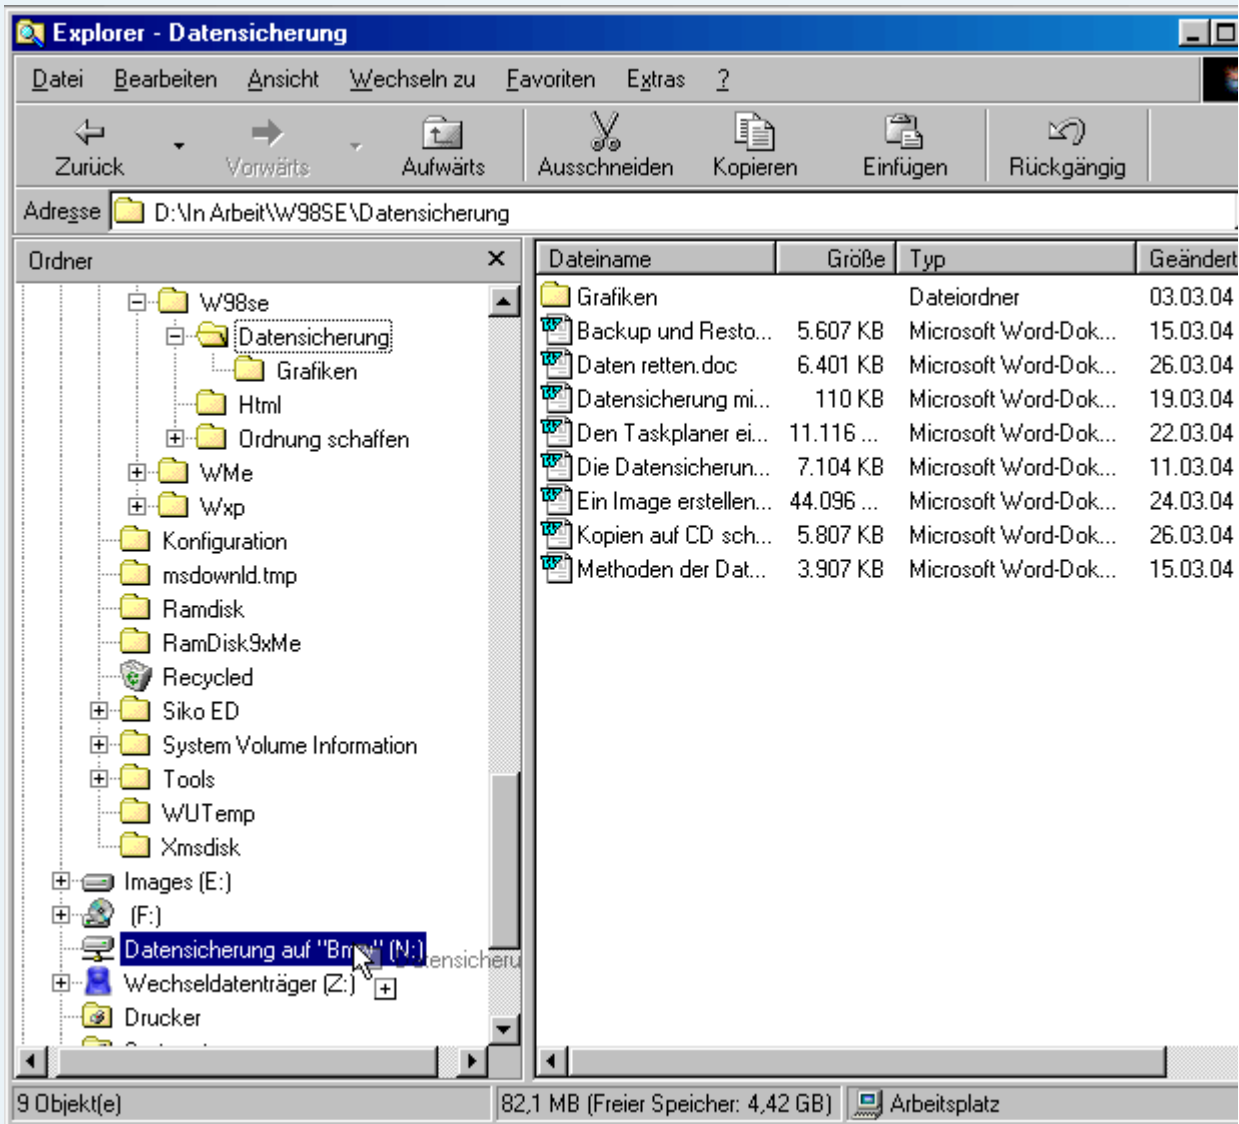 Explorer - Datensicherung
Datei Bearbeiten Ansicht Wechseln zu Favoriten Extras ?
Zurück Vorwärts Aufwärts Ausschneiden Kopieren Einfügen Rückgängig
Adresse D:\In Arbeit\W98SE\Datensicherung
Ordner
W98se
Datensicherung
Grafiken
Html
Ordnung schaffen
WMe
Wxp
Konfiguration
msdownld.tmp
Ramdisk
RamDisk9xMe
Recycled
Siko ED
System Volume Information
Tools
WUTemp
Xmsdisk
Images (E:)
(F:)
Datensicherung auf "Bmw" (N:)
Wechseldatenträger (Z:)
Drucker
Dateiname Größe Typ Geändert
Grafiken Dateiordner 03.03.04
Backup und Resto... 5.607 KB Microsoft Word-Dok... 15.03.04
Daten retten.doc 6.401 KB Microsoft Word-Dok... 26.03.04
Datensicherung mi... 110 KB Microsoft Word-Dok... 19.03.04
Den Taskplaner ei... 11.116 ... Microsoft Word-Dok... 22.03.04
Die Datensicherun... 7.104 KB Microsoft Word-Dok... 11.03.04
Ein Image erstellen... 44.096 ... Microsoft Word-Dok... 24.03.04
Kopien auf CD sch... 5.807 KB Microsoft Word-Dok... 26.03.04
Methoden der Dat... 3.907 KB Microsoft Word-Dok... 15.03.04
9 Objekt(e) 82,1 MB (Freier Speicher: 4,42 GB) Arbeitsplatz